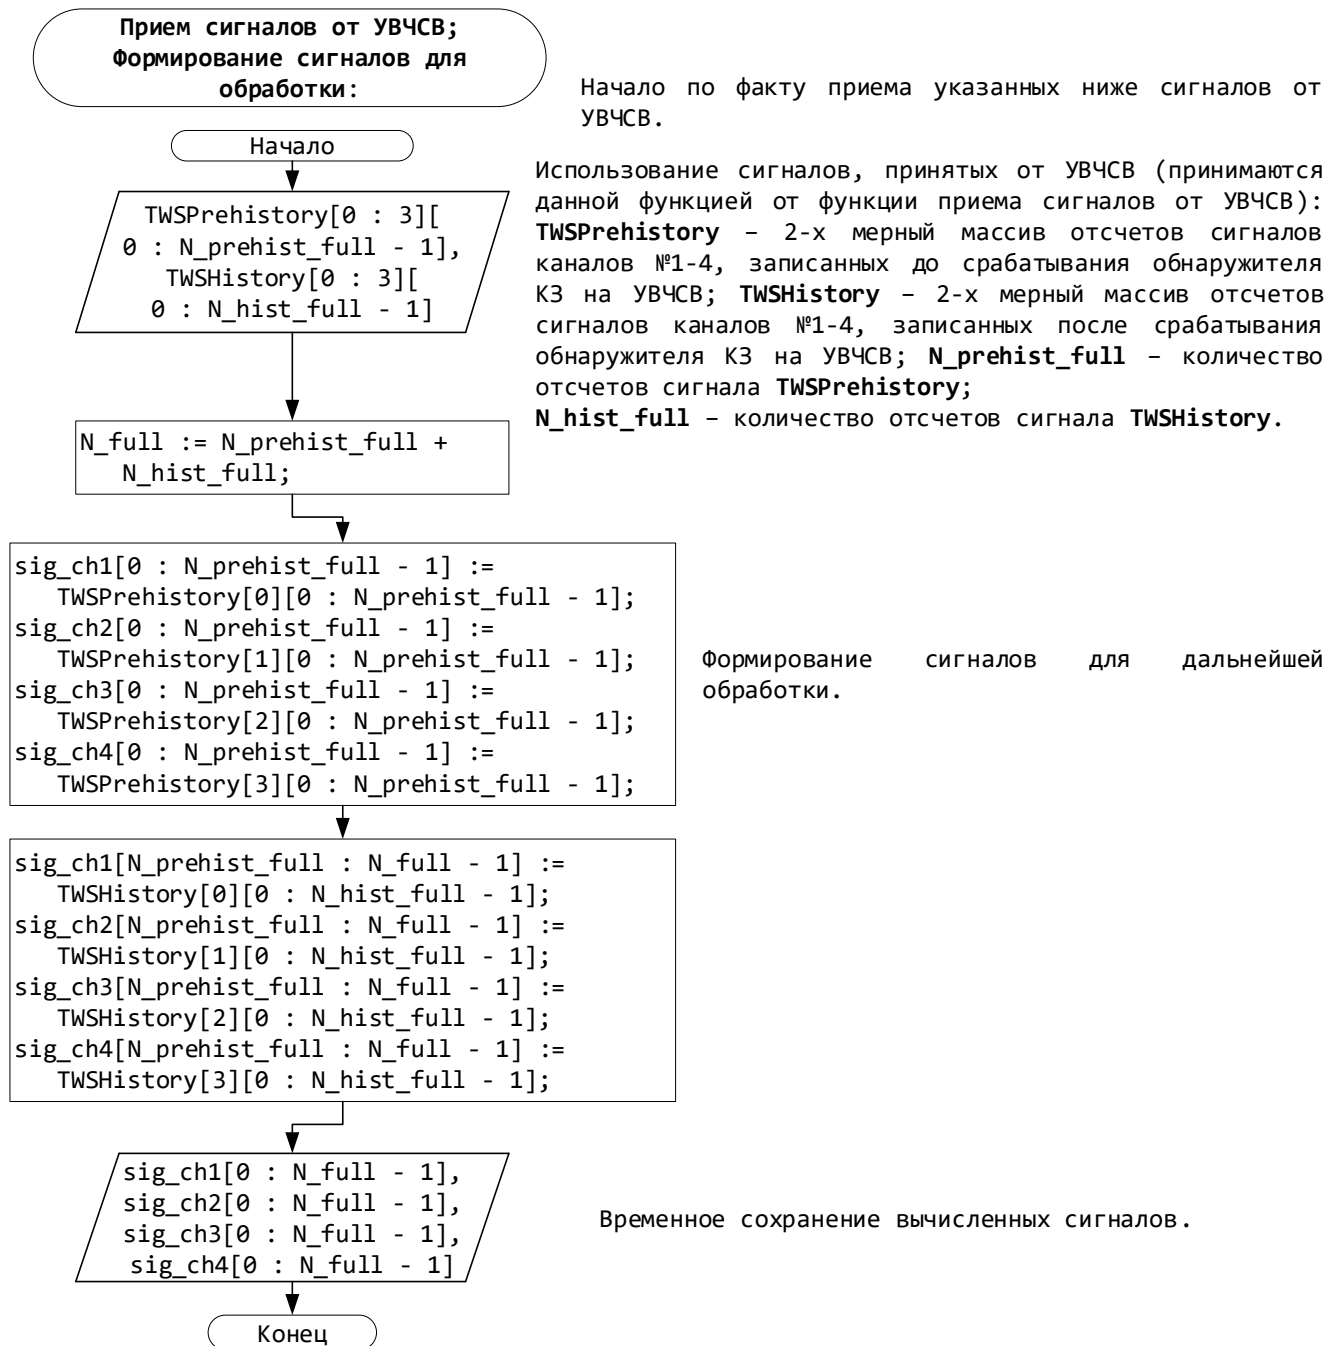 Прием сигналов от УВЧСВ;
Формирование сигналов для
обработки:
Начало по факту приема указанных ниже сигналов от
УВЧСВ.
Начало
Использование сигналов, принятых от УВЧСВ (принимаются
данной функцией от функции приема сигналов от УВЧСВ):
TWSPrehistory – 2-х мерный массив отсчетов сигналов
каналов №1-4, записанных до срабатывания обнаружителя
КЗ на УВЧСВ; TWSHistory – 2-х мерный массив отсчетов
сигналов каналов №1-4, записанных после срабатывания
обнаружителя КЗ на УВЧСВ; N_prehist_full – количество
отсчетов сигнала TWSPrehistory;
N_hist_full – количество отсчетов сигнала TWSHistory.
TWSPrehistory[0 : 3][
0 : N_prehist_full - 1],
TWSHistory[0 : 3][
0 : N_hist_full - 1]
N_full := N_prehist_full +
N_hist_full;
sig_ch1[0 : N_prehist_full - 1] :=
TWSPrehistory[0][0 : N_prehist_full - 1];
sig_ch2[0 : N_prehist_full - 1] :=
TWSPrehistory[1][0 : N_prehist_full - 1];
sig_ch3[0 : N_prehist_full - 1] :=
TWSPrehistory[2][0 : N_prehist_full - 1];
sig_ch4[0 : N_prehist_full - 1] :=
TWSPrehistory[3][0 : N_prehist_full - 1];
Формирование сигналов для дальнейшей
обработки.
sig_ch1[N_prehist_full : N_full - 1] :=
TWSHistory[0][0 : N_hist_full - 1];
sig_ch2[N_prehist_full : N_full - 1] :=
TWSHistory[1][0 : N_hist_full - 1];
sig_ch3[N_prehist_full : N_full - 1] :=
TWSHistory[2][0 : N_hist_full - 1];
sig_ch4[N_prehist_full : N_full - 1] :=
TWSHistory[3][0 : N_hist_full - 1];
sig_ch1[0 : N_full - 1],
sig_ch2[0 : N_full - 1],
sig_ch3[0 : N_full - 1],
sig_ch4[0 : N_full - 1]
Временное сохранение вычисленных сигналов.
Конец